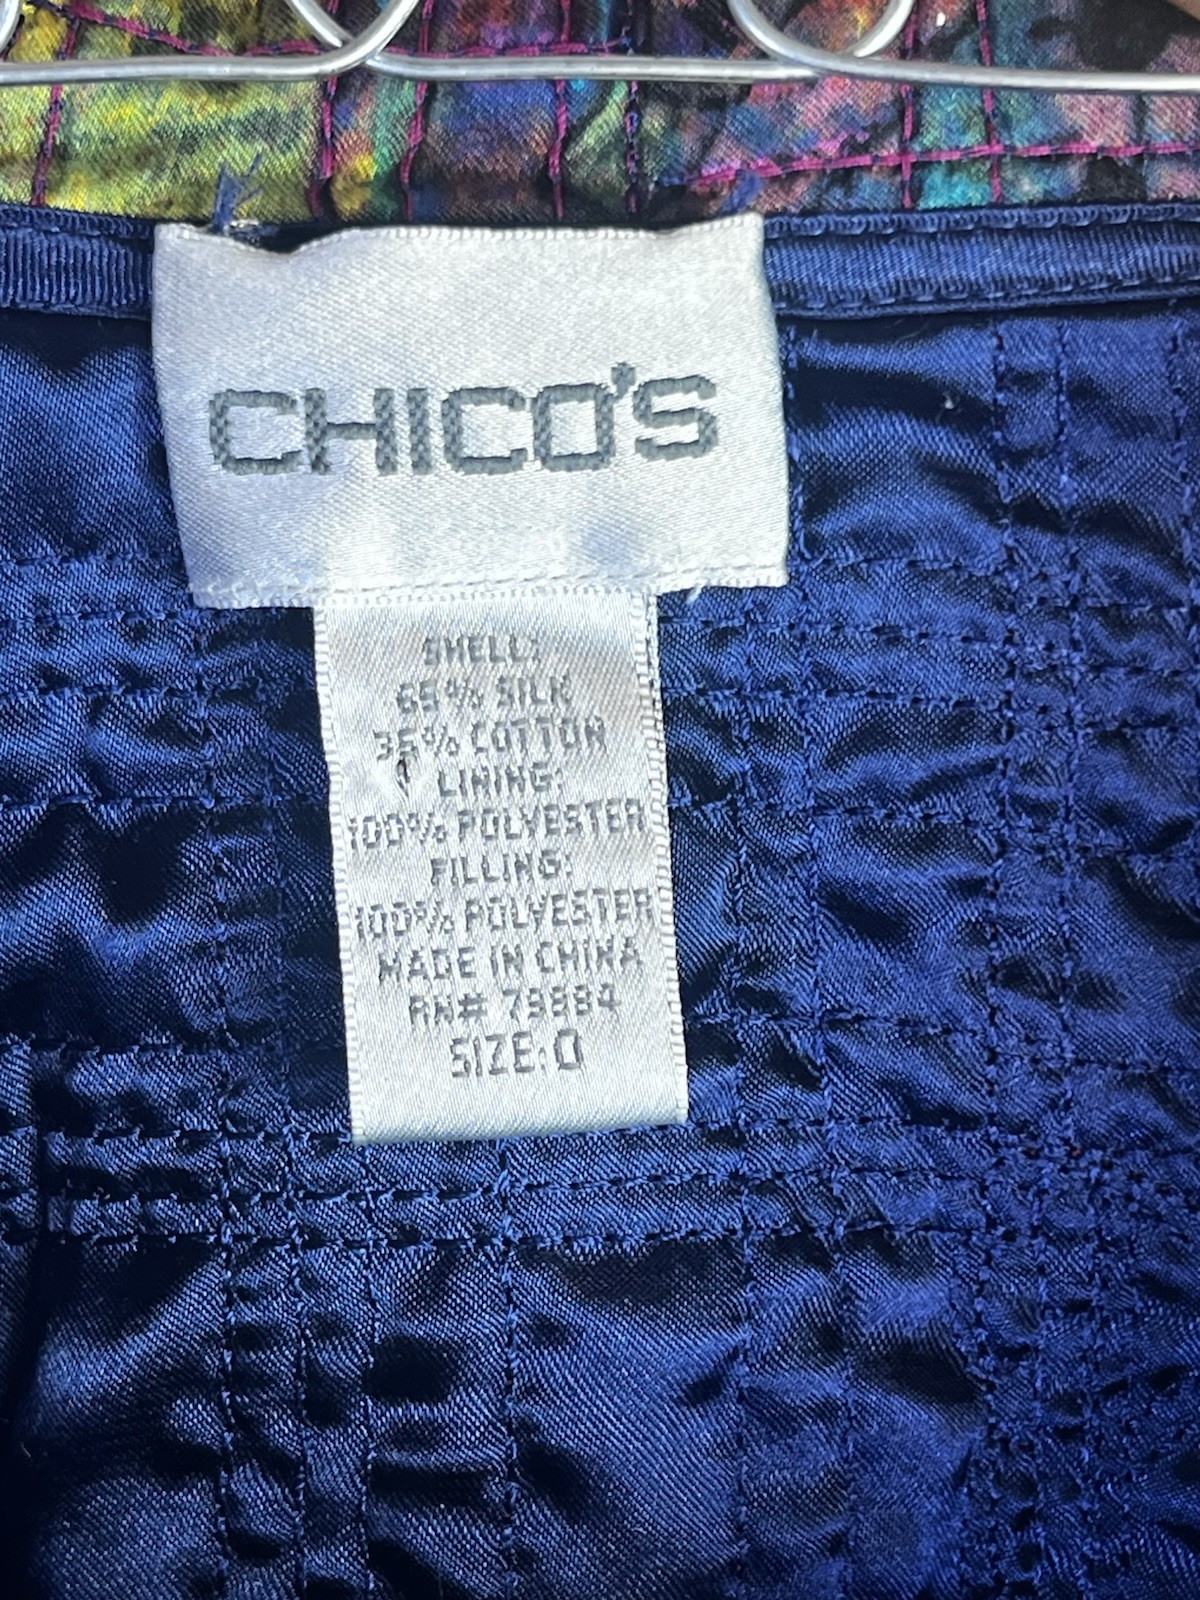 CHICO'S
SHELL:
65% SILK
35% COTTON
LINING:
100% POLYESTER
FILLING:
100% POLYESTER
MADE IN CHINA
RN# 79884
SIZE: 0